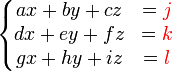 ax + by + cz = j
dx + ey + fz = k
gx + hy + iz = l